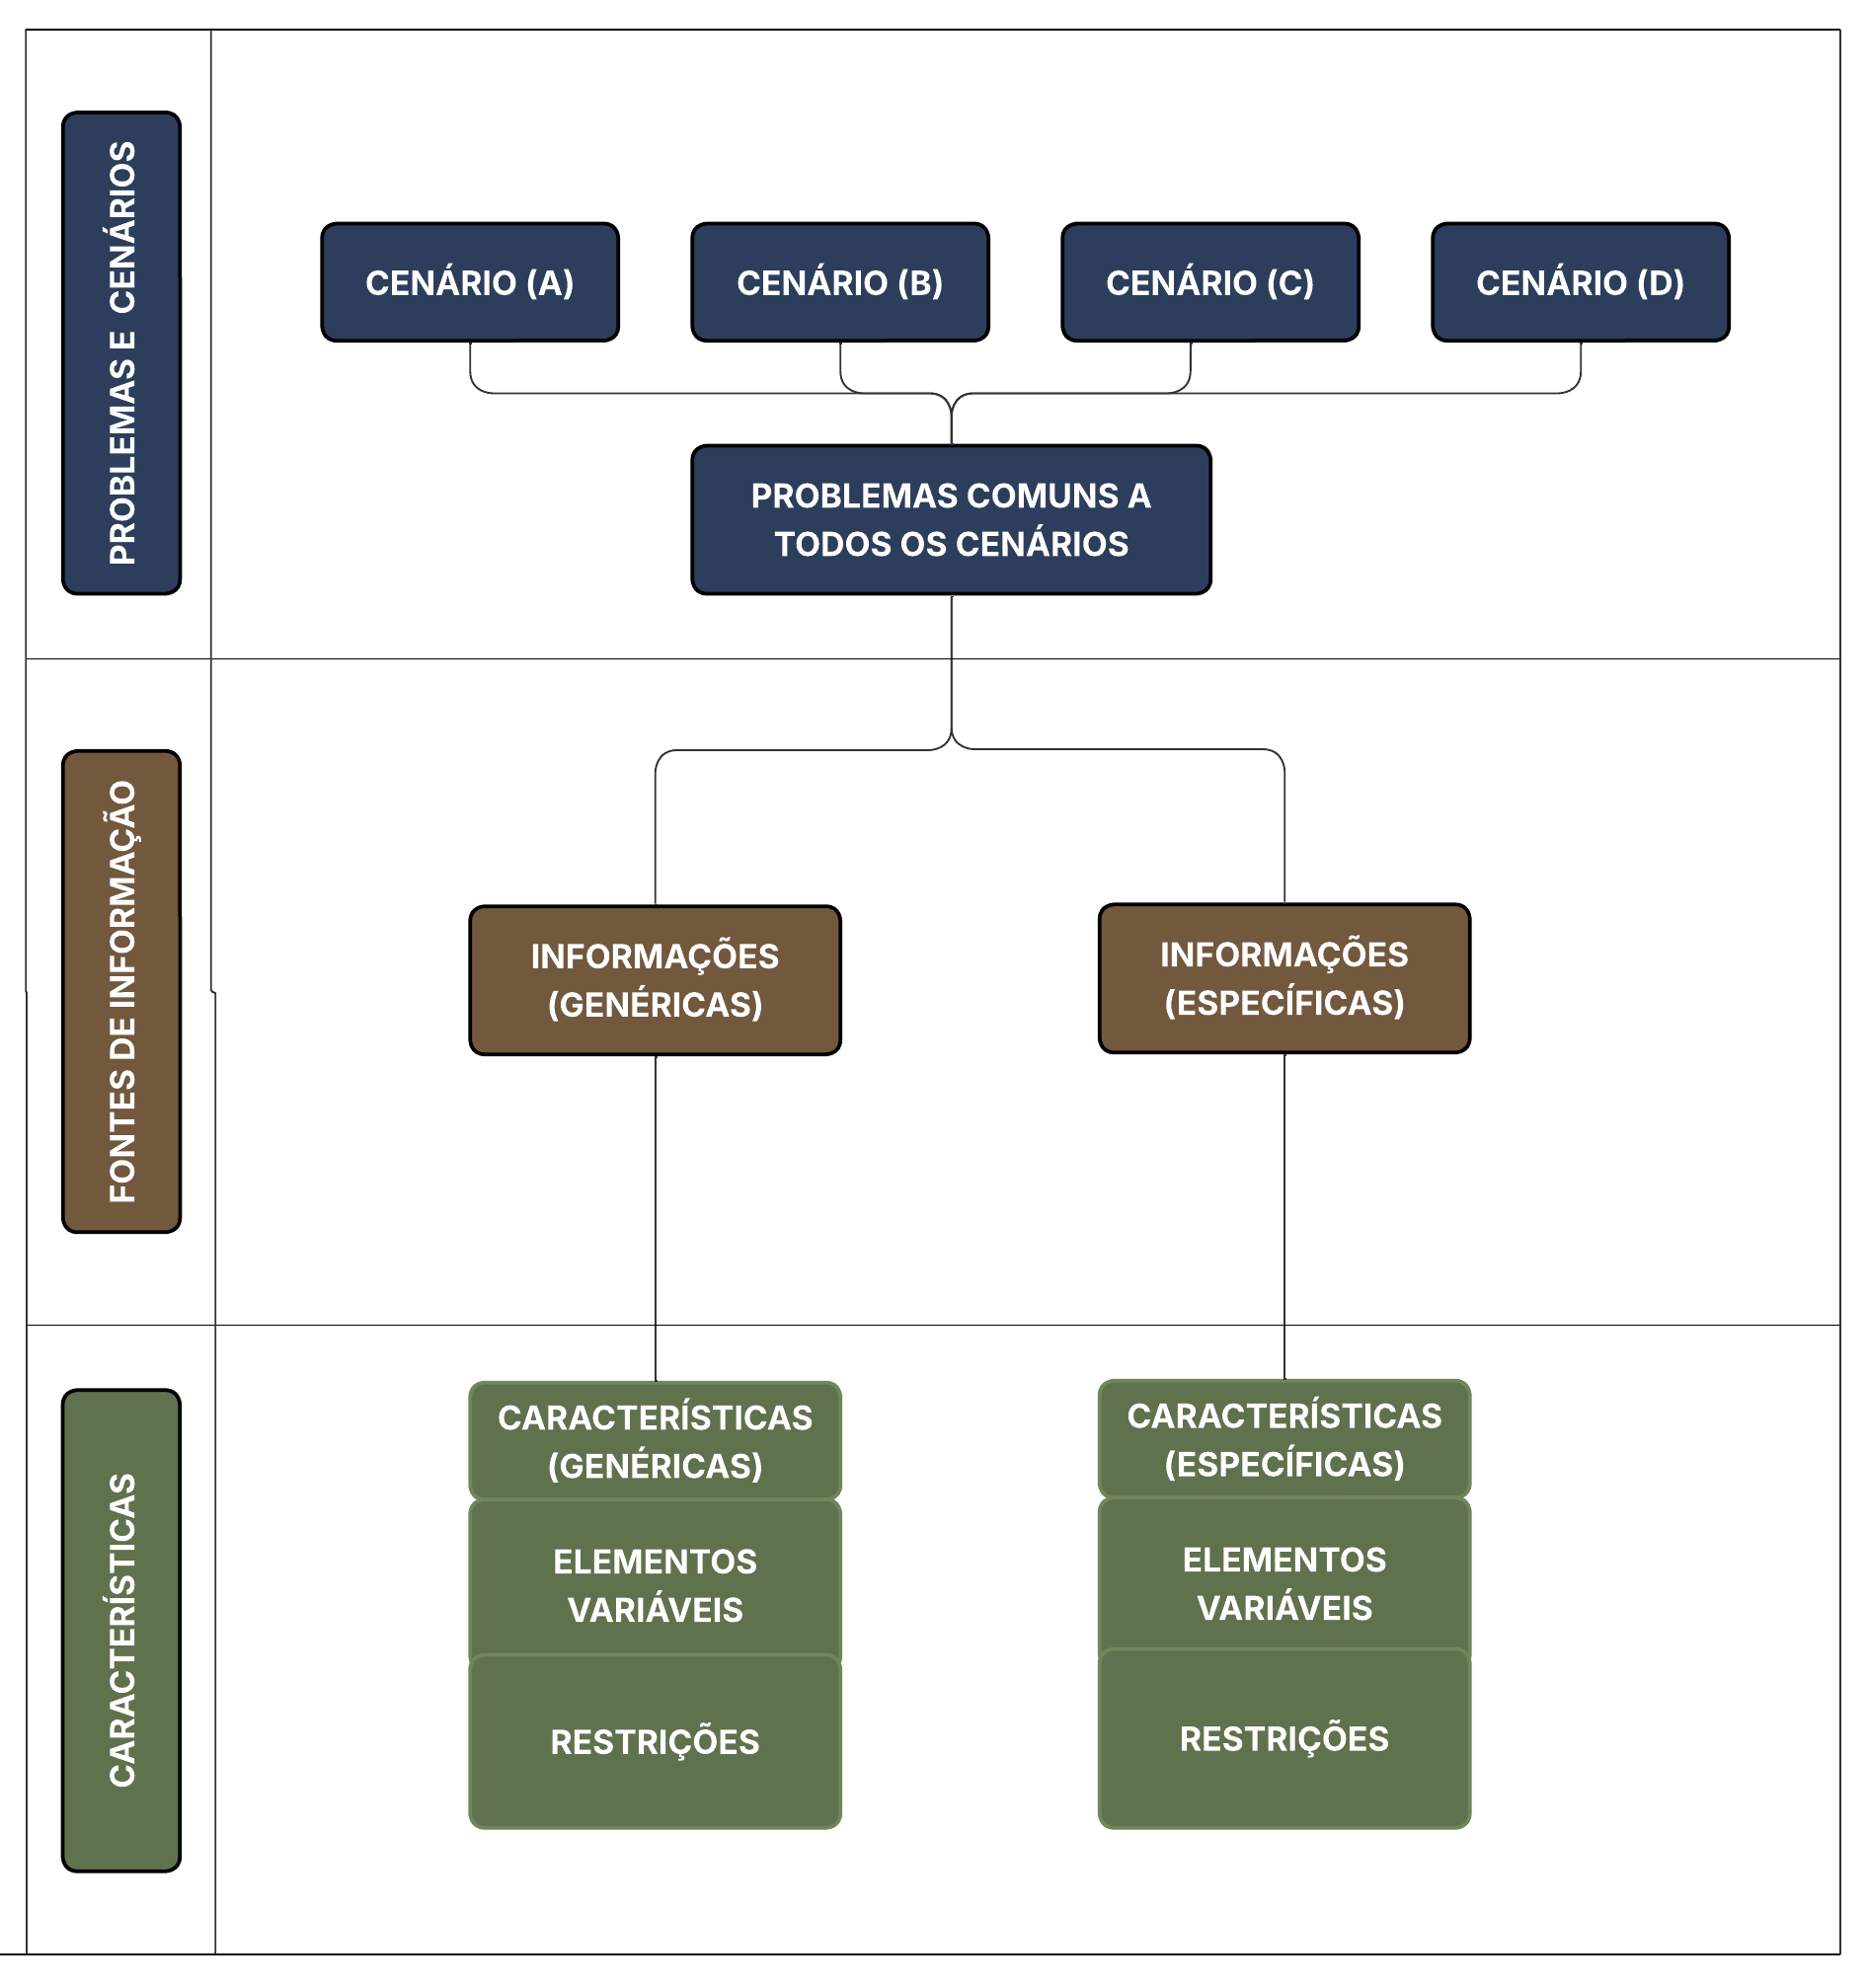 PROBLEMAS E CENÁRIOS
CENÁRIO (A)
CENÁRIO (B)
CENÁRIO (C)
CENÁRIO (D)
PROBLEMAS COMUNS A
TODOS OS CENÁRIOS
FONTES DE INFORMAÇÃO
INFORMAÇÕES
(GENÉRICAS)
INFORMAÇÕES
(ESPECÍFICAS)
CARACTERÍSTICAS
CARACTERÍSTICAS
(GENÉRICAS)
ELEMENTOS
VARIÁVEIS
RESTRIÇÕES
CARACTERÍSTICAS
(ESPECÍFICAS)
ELEMENTOS
VARIÁVEIS
RESTRIÇÕES